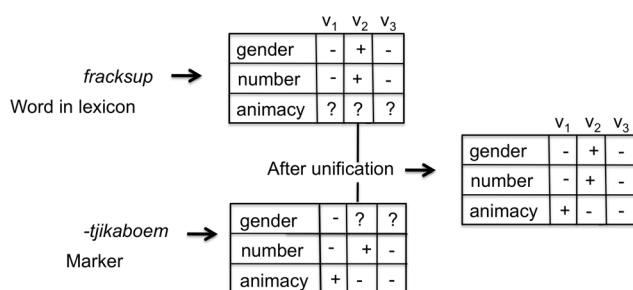 v1 v2 v3
gender - + -
number - + -
animacy ? ? ?
fracksup
Word in lexicon
After unification
v1 v2 v3
gender - + -
number - + -
animacy + - -
-tjikaboem
Marker
gender - ? ?
number - + -
animacy + - -